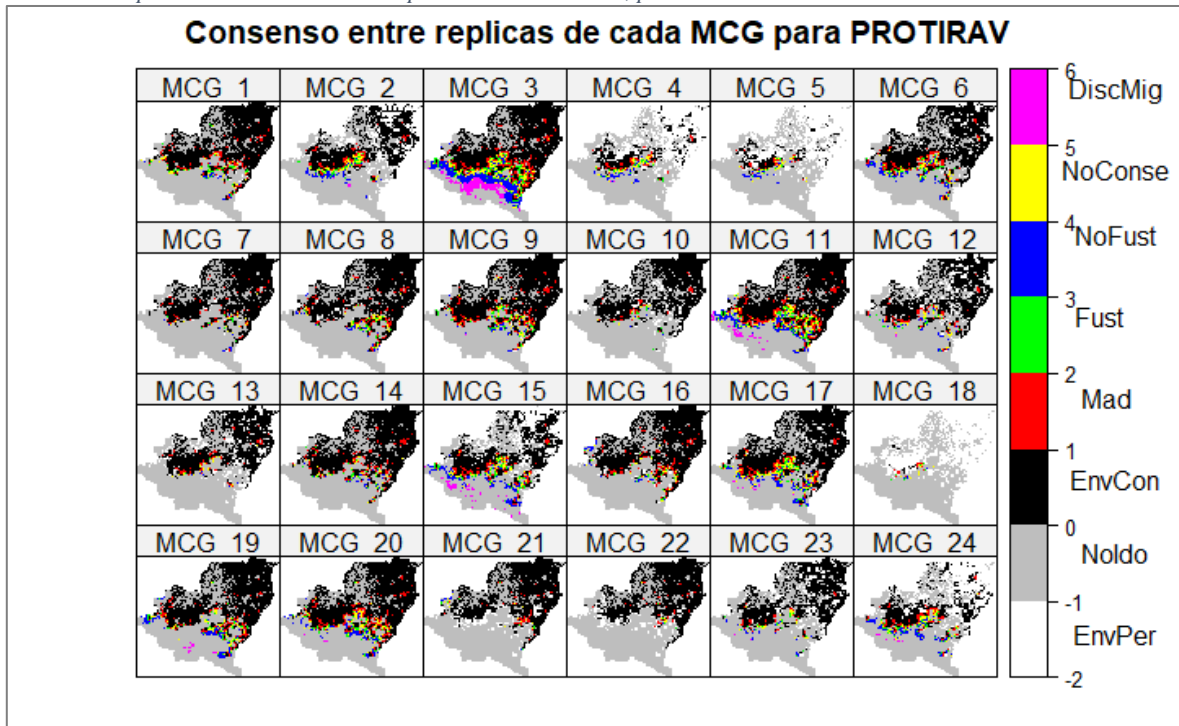 Consenso entre replicas de cada MCG para PROTIRAV
MCG 1 MCG 2 MCG 3 MCG 4 MCG 5 MCG 6
MCG 7 MCG 8 MCG 9 MCG 10 MCG 11 MCG 12
MCG 13 MCG 14 MCG 15 MCG 16 MCG 17 MCG 18
MCG 19 MCG 20 MCG 21 MCG 22 MCG 23 MCG 24
6
DiscMig
5
NoConse
4
NoFust
3
Fust
2
Mad
1
EnvCon
0
NoIdo
-1
EnvPer
-2